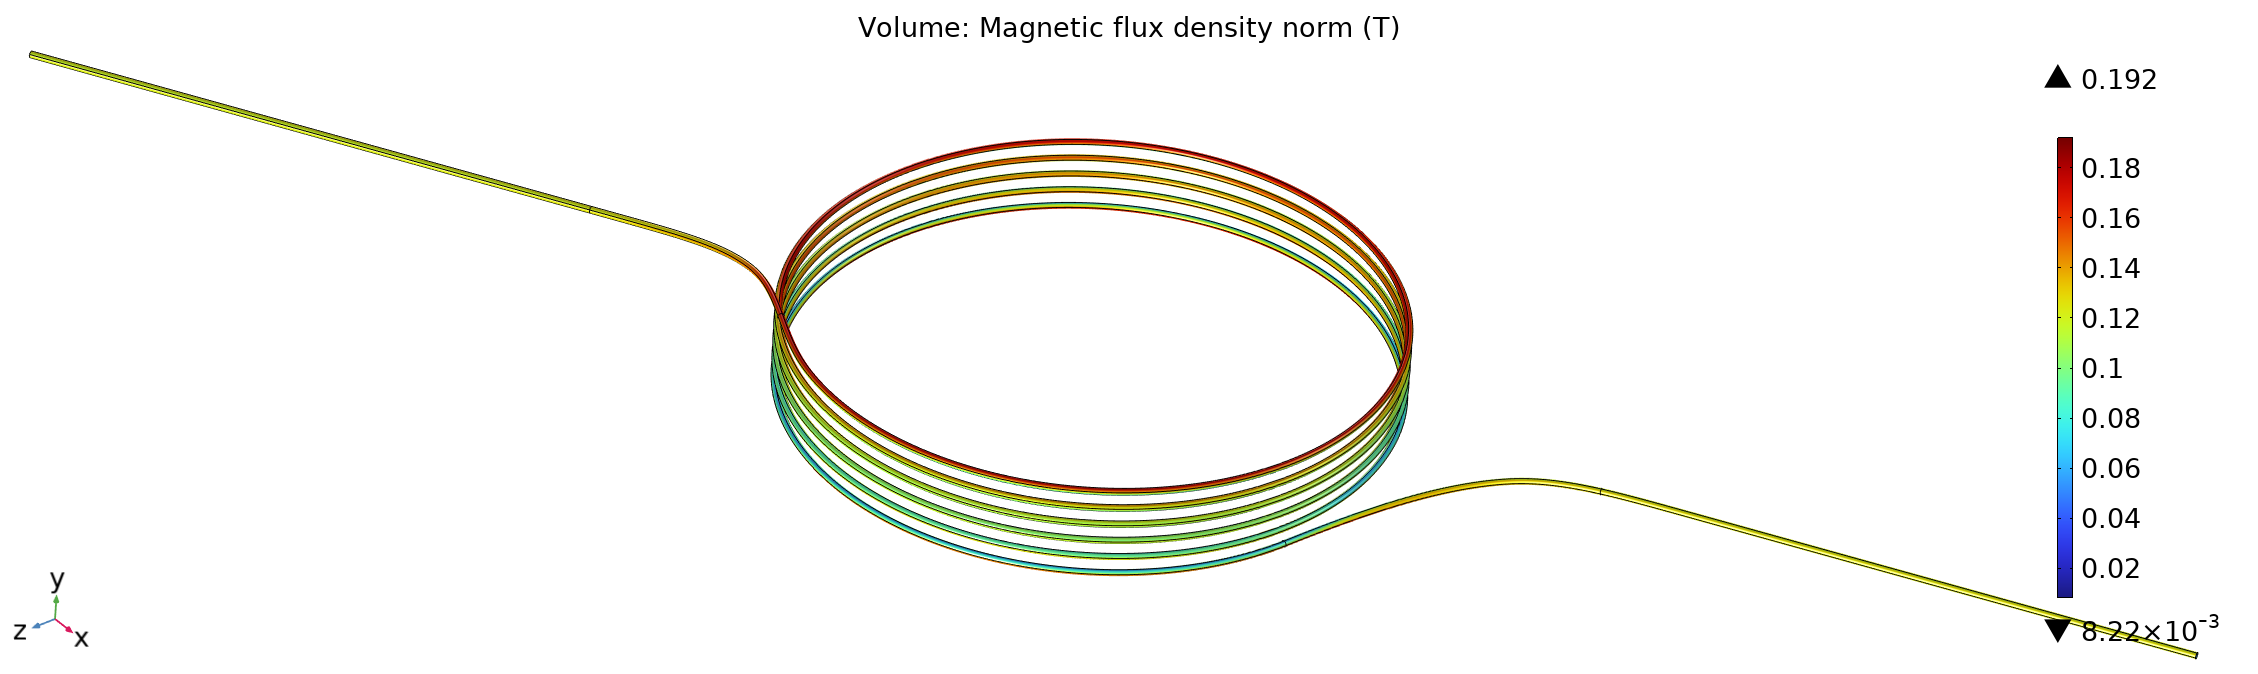 Volume: Magnetic flux density norm (T)
▲ 0.192
0.18
0.16
0.14
0.12
0.1
0.08
0.06
0.04
0.02
▼ 8.22×10⁻³
y
z
x